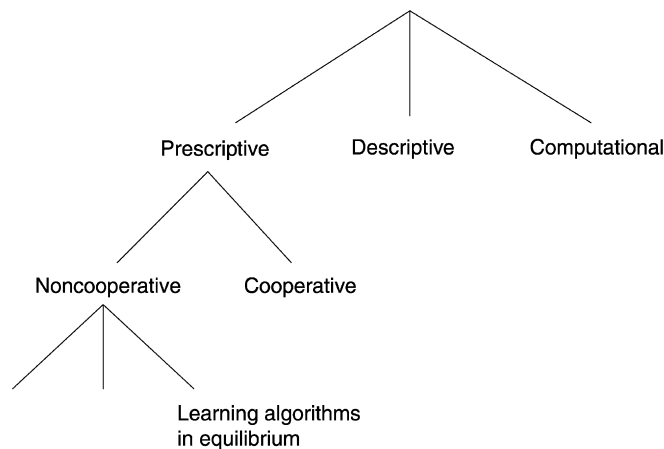 Prescriptive
Descriptive
Computational
Noncooperative
Cooperative
Learning algorithms
in equilibrium